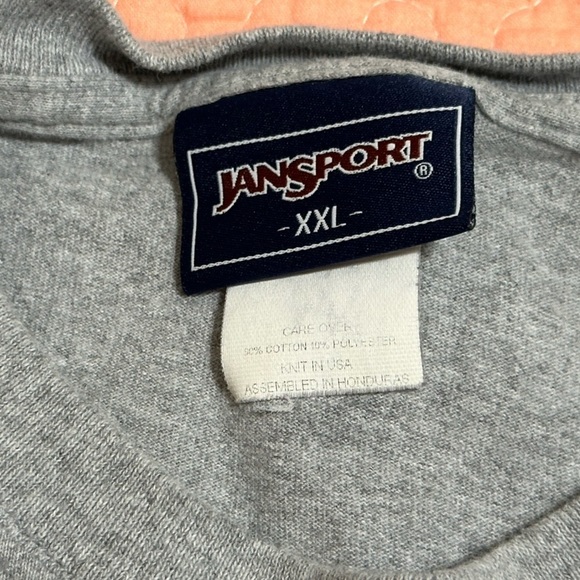 JANSPORT®
-XXL-
CARE OVER
90% COTTON 10% POLYESTER
KNIT IN USA
ASSEMBLED IN HONDURAS